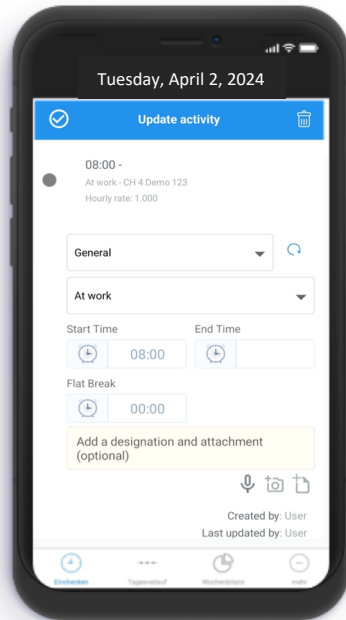 Tuesday, April 2, 2024
Update activity
08:00 -
At work - CH 4 Demo 123
Hourly rate: 1.000
General
At work
Start Time End Time
08:00
Flat Break
00:00
Add a designation and attachment
(optional)
Created by: User
Last updated by: User
Einchecken Tagesverlauf Wochenbilanz mehr